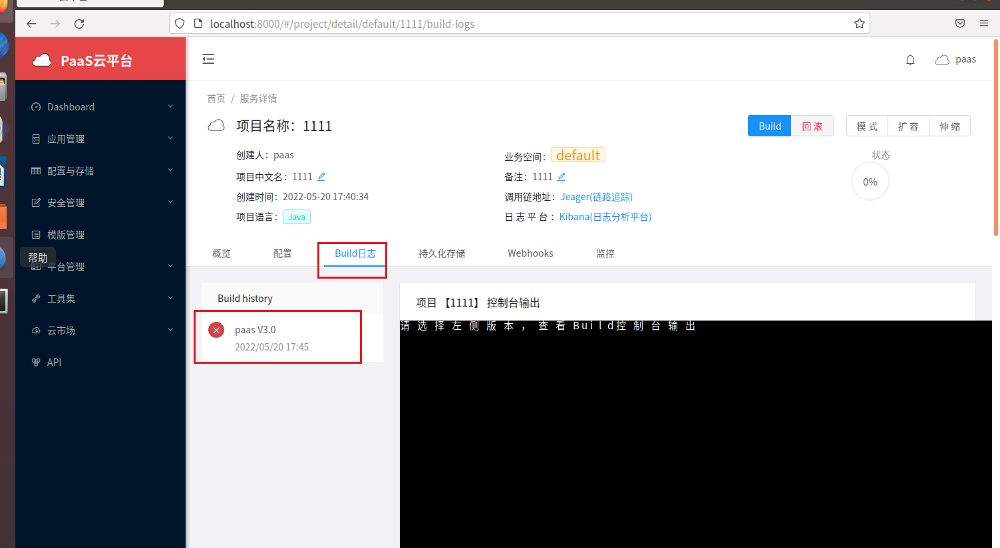 localhost:8000/#/project/detail/default/1111/build-logs
PaaS云平台
paas
Dashboard
应用管理
配置与存储
安全管理
模版管理
帮助
平台管理
工具集
云市场
API
首页 / 服务详情
项目名称：1111
Build 回滚 模式 扩容 伸缩
创建人：paas
业务空间：default
状态
项目中文名：1111
备注：1111
0%
创建时间：2022-05-20 17:40:34
调用链地址：Jeager(链路追踪)
项目语言：Java
日志平台：Kibana(日志分析平台)
概览 配置 Build日志 持久化存储 Webhooks 监控
Build history
paas V3.0
2022/05/20 17:45
项目 【1111】 控制台输出
请选择左侧版本，查看Build控制台输出